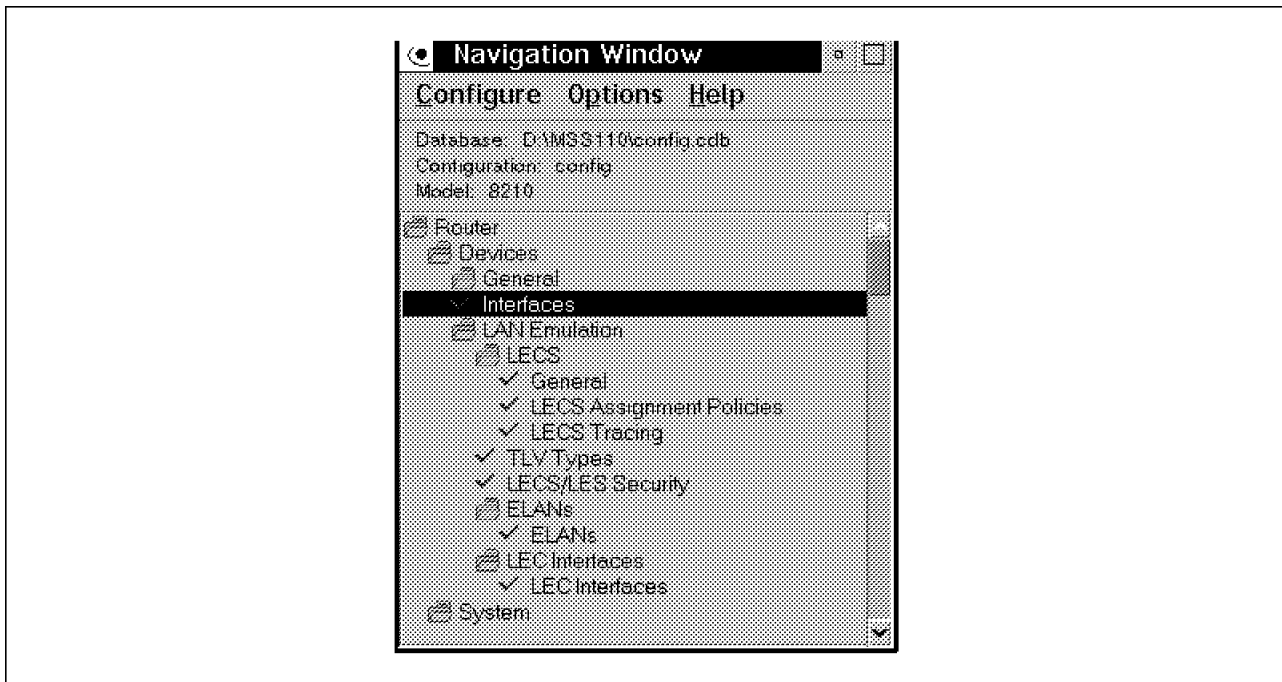 Navigation Window
Configure Options Help
Database: D:\MSS110\config.cdb
Configuration: config
Model: 8210
Router
Devices
General
Interfaces
LAN Emulation
LECS
General
LECS Assignment Policies
LECS Tracing
TLV Types
LECS/LES Security
ELANs
ELANs
LEC Interfaces
LEC Interfaces
System